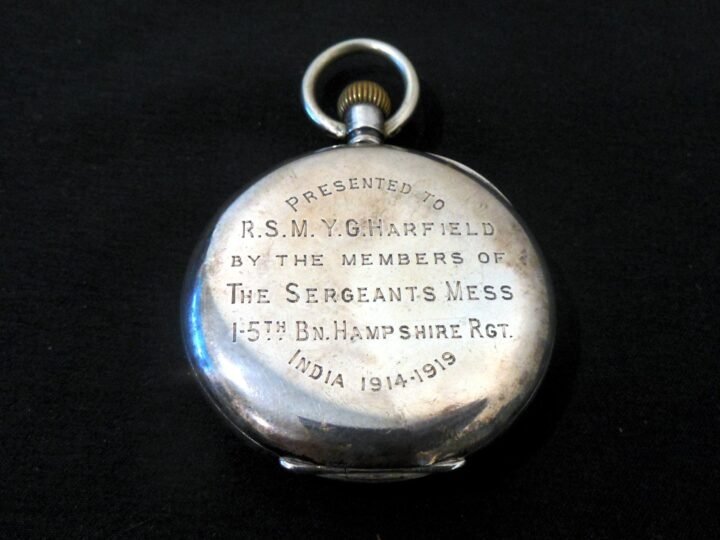 PRESENTED TO
R.S.M. Y.G. HARFIELD
BY THE MEMBERS OF
THE SERGEANTS MESS
1-5TH BN. HAMPSHIRE RGT.
INDIA 1914-1919